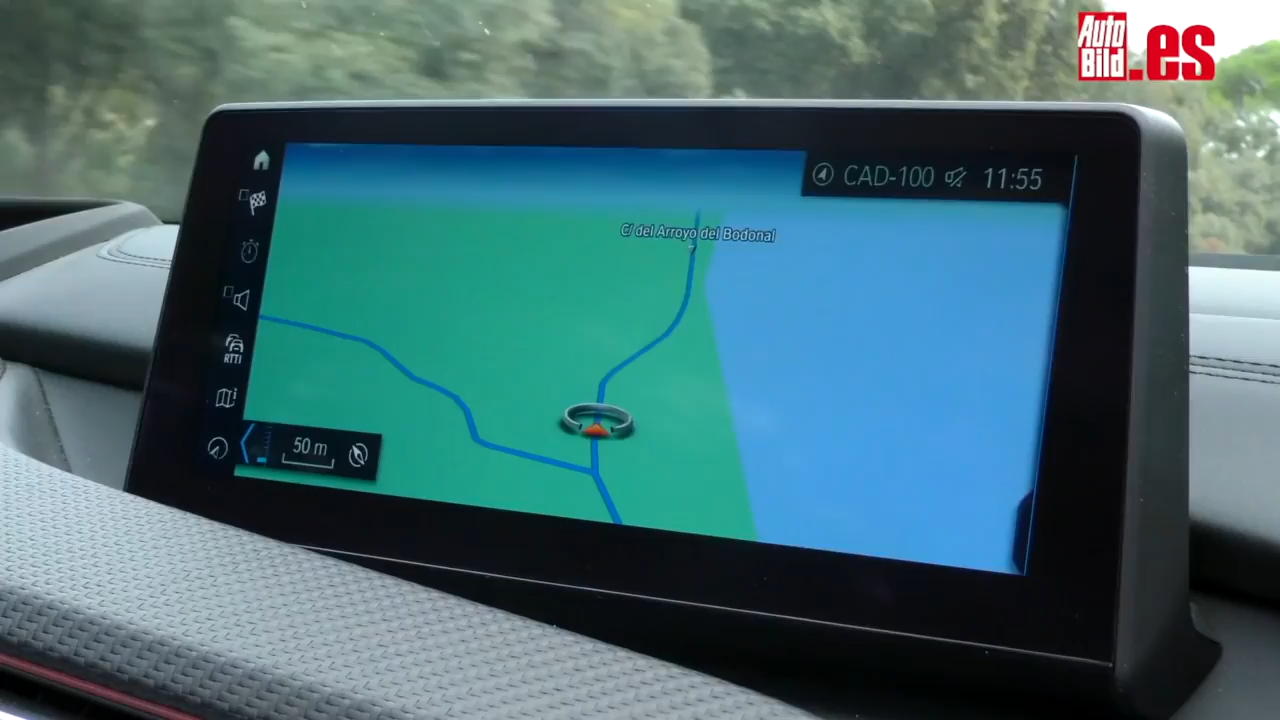 Auto
Bild.es
CAD-100 11:55
C/ del Arroyo del Bodonal
RTTI
50 m